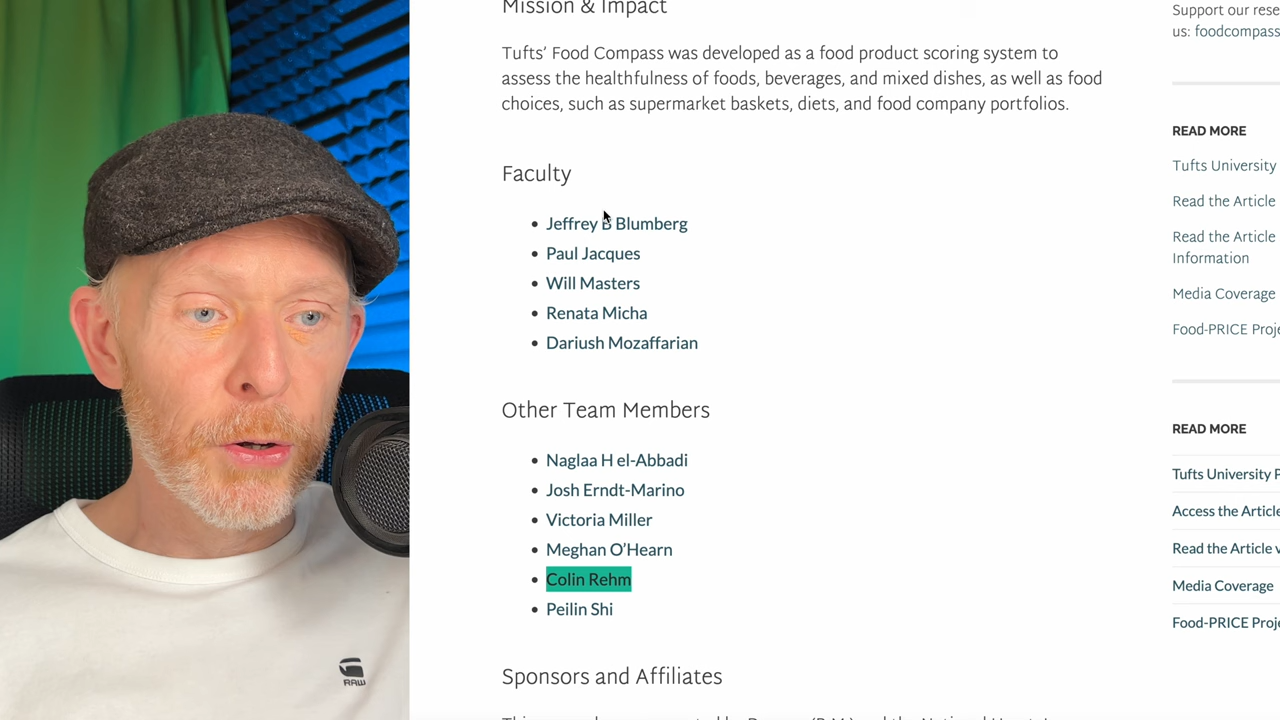 Mission & Impact
Tufts’ Food Compass was developed as a food product scoring system to
assess the healthfulness of foods, beverages, and mixed dishes, as well as food
choices, such as supermarket baskets, diets, and food company portfolios.
Faculty
Jeffrey B Blumberg
Paul Jacques
Will Masters
Renata Micha
Dariush Mozaffarian
Other Team Members
Naglaa H el-Abbadi
Josh Erndt-Marino
Victoria Miller
Meghan O’Hearn
Colin Rehm
Peilin Shi
Sponsors and Affiliates
Support our rese
us: foodcompass
READ MORE
Tufts University
Read the Article
Read the Article
Information
Media Coverage
Food-PRICE Proje
READ MORE
Tufts University P
Access the Article
Read the Article v
Media Coverage
Food-PRICE Proje
RAW